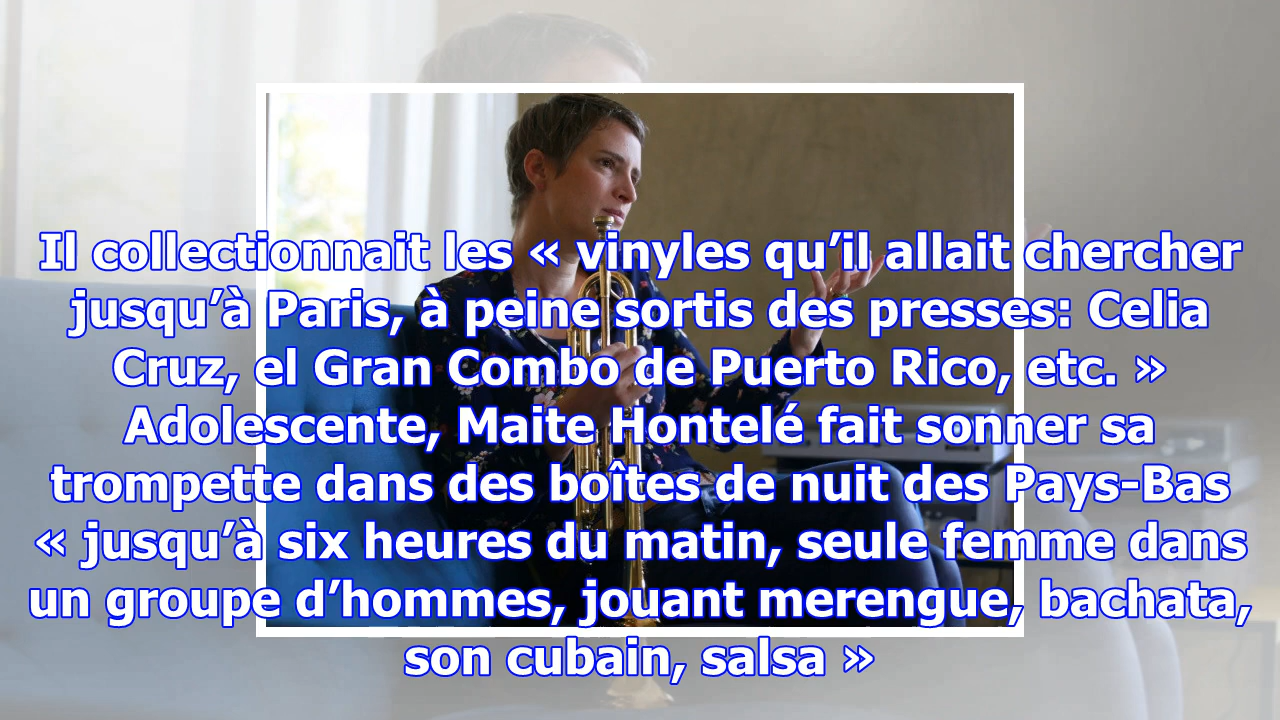 Il collectionnait les « vinyles qu’il allait chercher
jusqu’à Paris, à peine sortis des presses: Celia
Cruz, el Gran Combo de Puerto Rico, etc. »
Adolescente, Maite Hontelé fait sonner sa
trompette dans des boîtes de nuit des Pays-Bas
« jusqu’à six heures du matin, seule femme dans
un groupe d’hommes, jouant merengue, bachata,
son cubain, salsa »